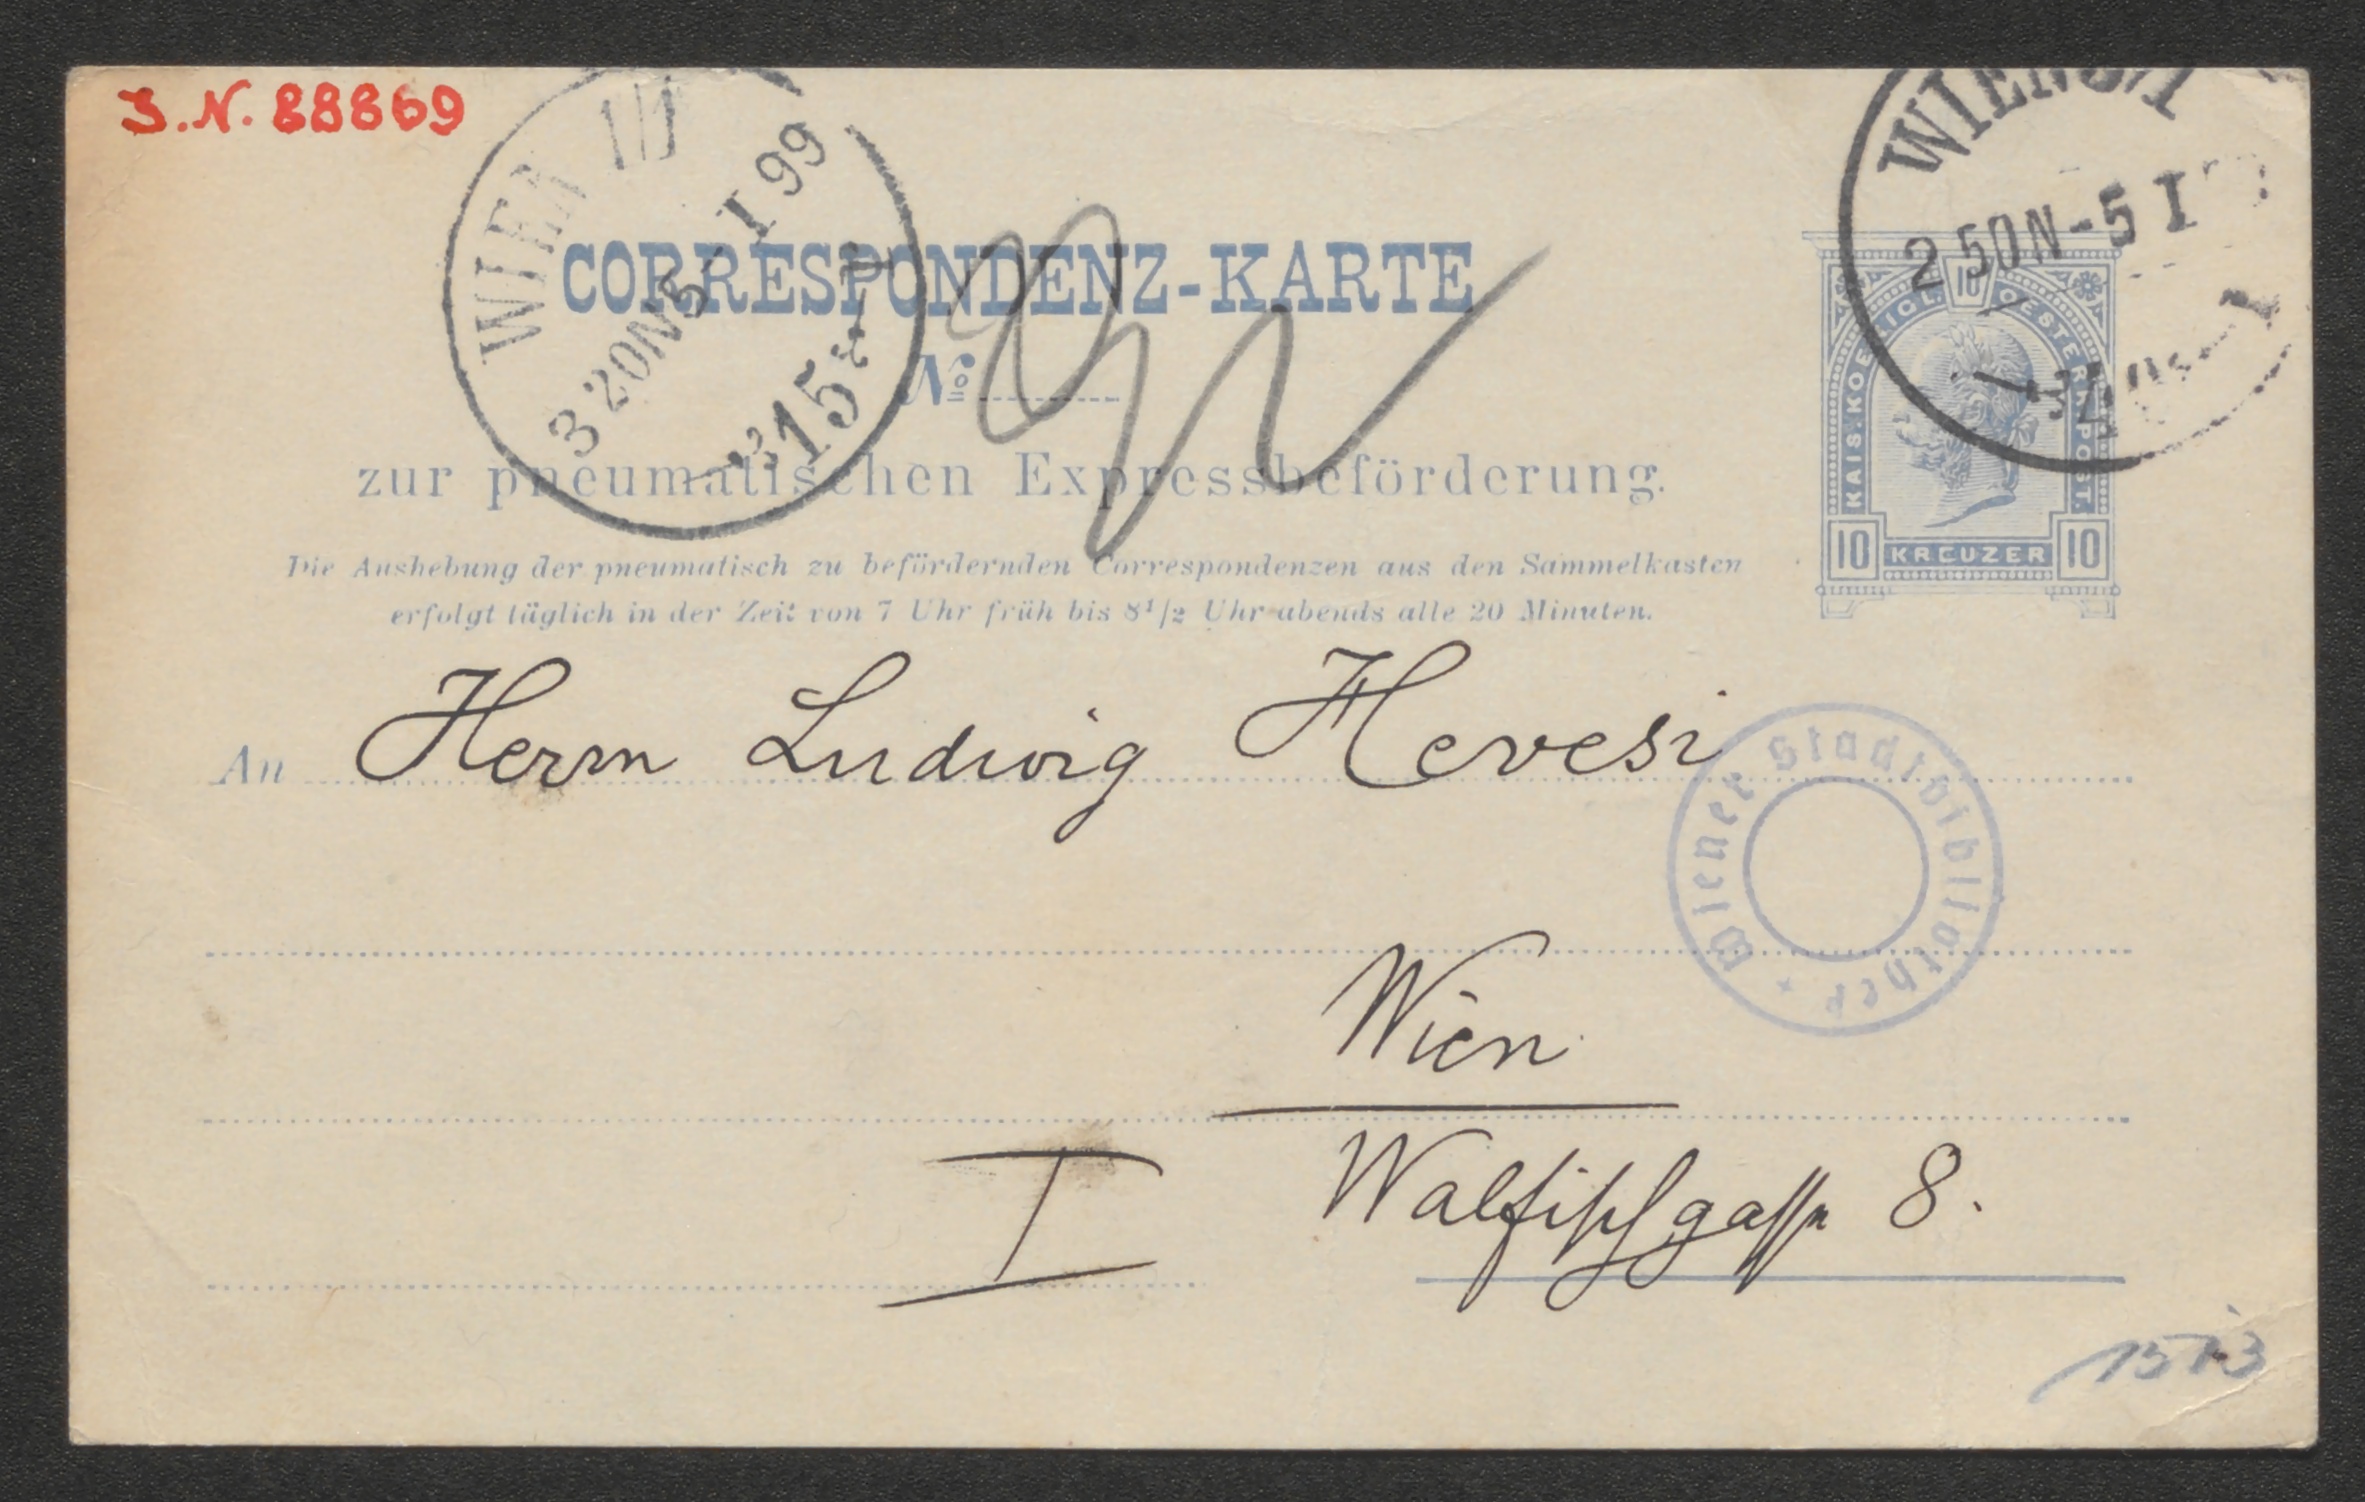 J.N. 88869
WIEN 1/1
3 20N 5-I 99
15
WIEN
2 50N-5 I
CORRESPONDENZ-KARTE
No
zur pneumatischen Expressbeförderung.
10
KAIS. KOENIGL. OESTERR. POST.
10 KREUZER 10
Die Aushebung der pneumatisch zu befördernden Correspondenzen aus den Sammelkasten
erfolgt täglich in der Zeit von 7 Uhr früh bis 8½ Uhr abends alle 20 Minuten.
An Herrn Ludwig Hevesi
Wiener Stadtbibliothek
Wien
I Walfischgasse 8.